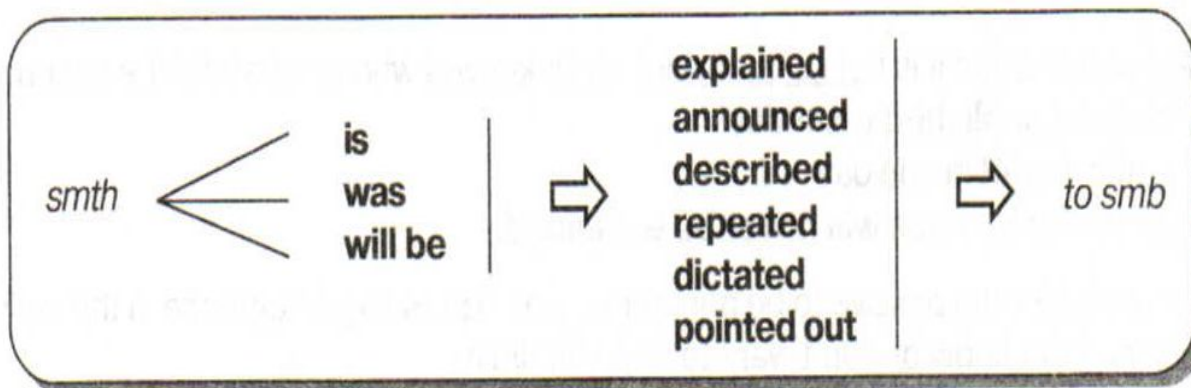 smth
is
was
will be
explained
announced
described
repeated
dictated
pointed out
to smb